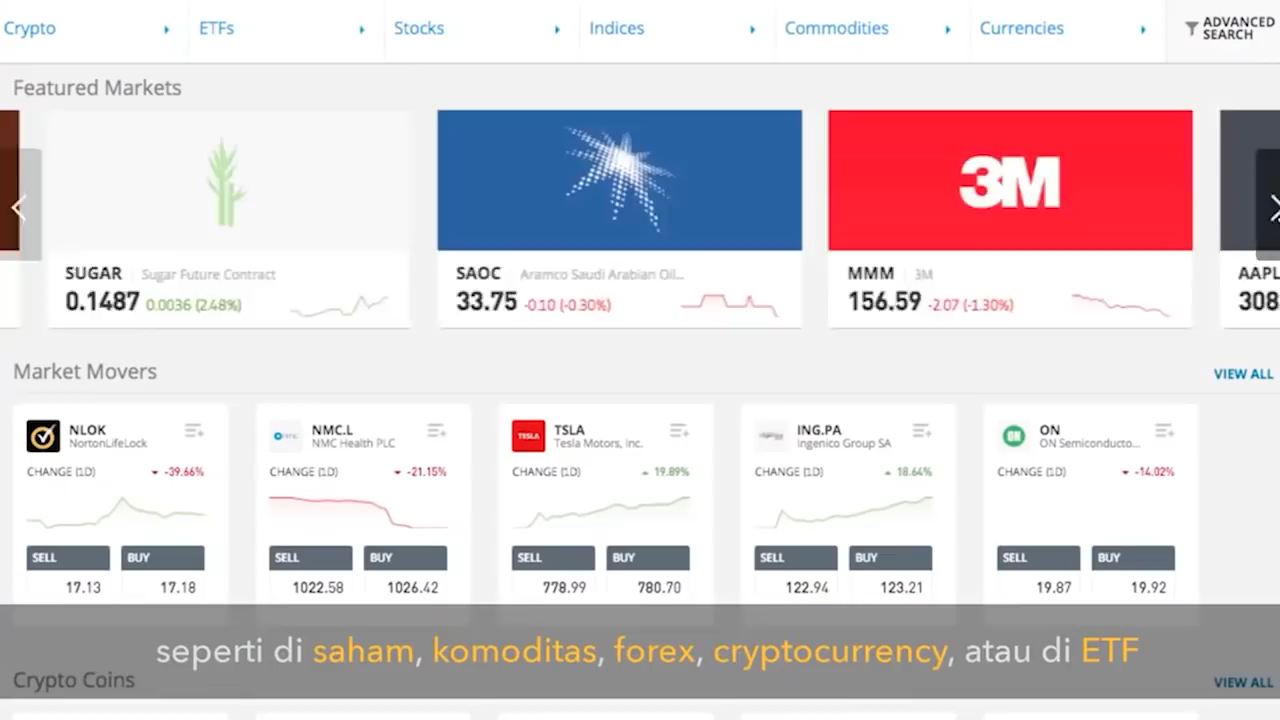 Crypto
ETFs
Stocks
Indices
Commodities
Currencies
ADVANCED
SEARCH
Featured Markets
3M
SUGAR Sugar Future Contract
0.1487 0.0036 (2.48%)
SAOC Aramco Saudi Arabian Oil...
33.75 -0.10 (-0.30%)
MMM 3M
156.59 -2.07 (-1.30%)
AAPL
308
Market Movers
VIEW ALL
NLOK
NortonLifeLock
CHANGE (1D) -39.66%
SELL BUY
17.13 17.18
NMC.L
NMC Health PLC
CHANGE (1D) -21.15%
SELL BUY
1022.58 1026.42
TESLA
TSLA
Tesla Motors, Inc.
CHANGE (1D) 19.89%
SELL BUY
778.99 780.70
ING.PA
Ingenico Group SA
CHANGE (1D) 18.64%
SELL BUY
122.94 123.21
ON
ON
ON Semiconducto...
CHANGE (1D) -14.02%
SELL BUY
19.87 19.92
seperti di saham, komoditas, forex, cryptocurrency, atau di ETF
Crypto Coins
VIEW ALL